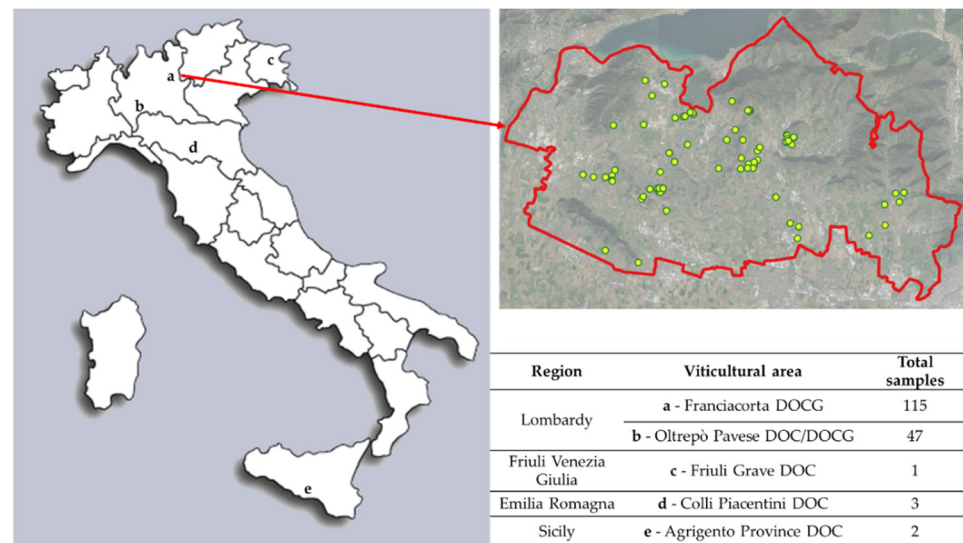 a
b
c
d
e
Region Viticultural area Total samples
Lombardy a - Franciacorta DOCG 115
b - Oltrepò Pavese DOC/DOCG 47
Friuli Venezia Giulia c - Friuli Grave DOC 1
Emilia Romagna d - Colli Piacentini DOC 3
Sicily e - Agrigento Province DOC 2